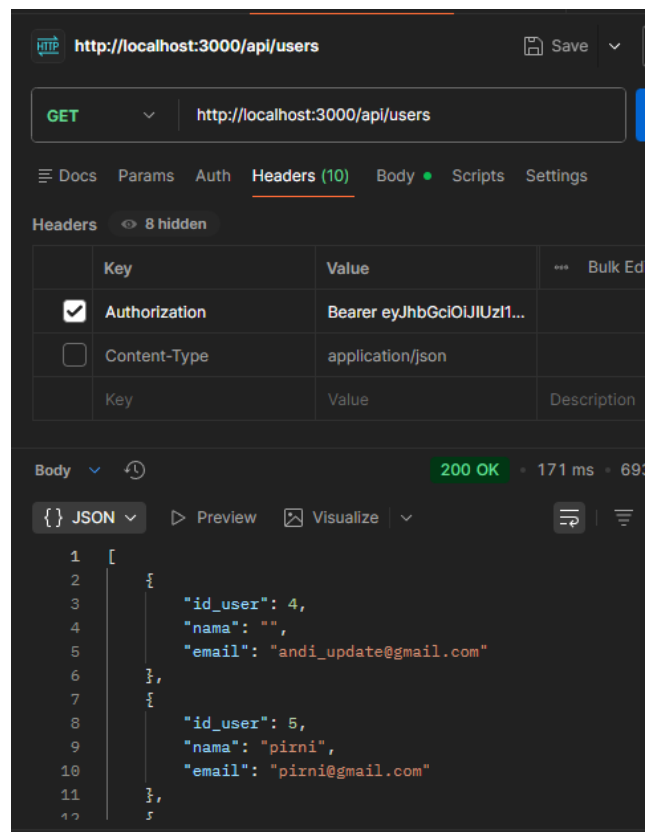 HTTP http://localhost:3000/api/users Save
GET http://localhost:3000/api/users
Docs Params Auth Headers (10) Body Scripts Settings
Headers 8 hidden
Key Value Bulk Ed
Authorization Bearer eyJhbGciOiJIUzI1...
Content-Type application/json
Key Value Description
Body 200 OK 171 ms 693
{} JSON Preview Visualize
1 [
2 {
3 "id_user": 4,
4 "nama": "",
5 "email": "andi_update@gmail.com"
6 },
7 {
8 "id_user": 5,
9 "nama": "pirni",
10 "email": "pirni@gmail.com"
11 },
12 {